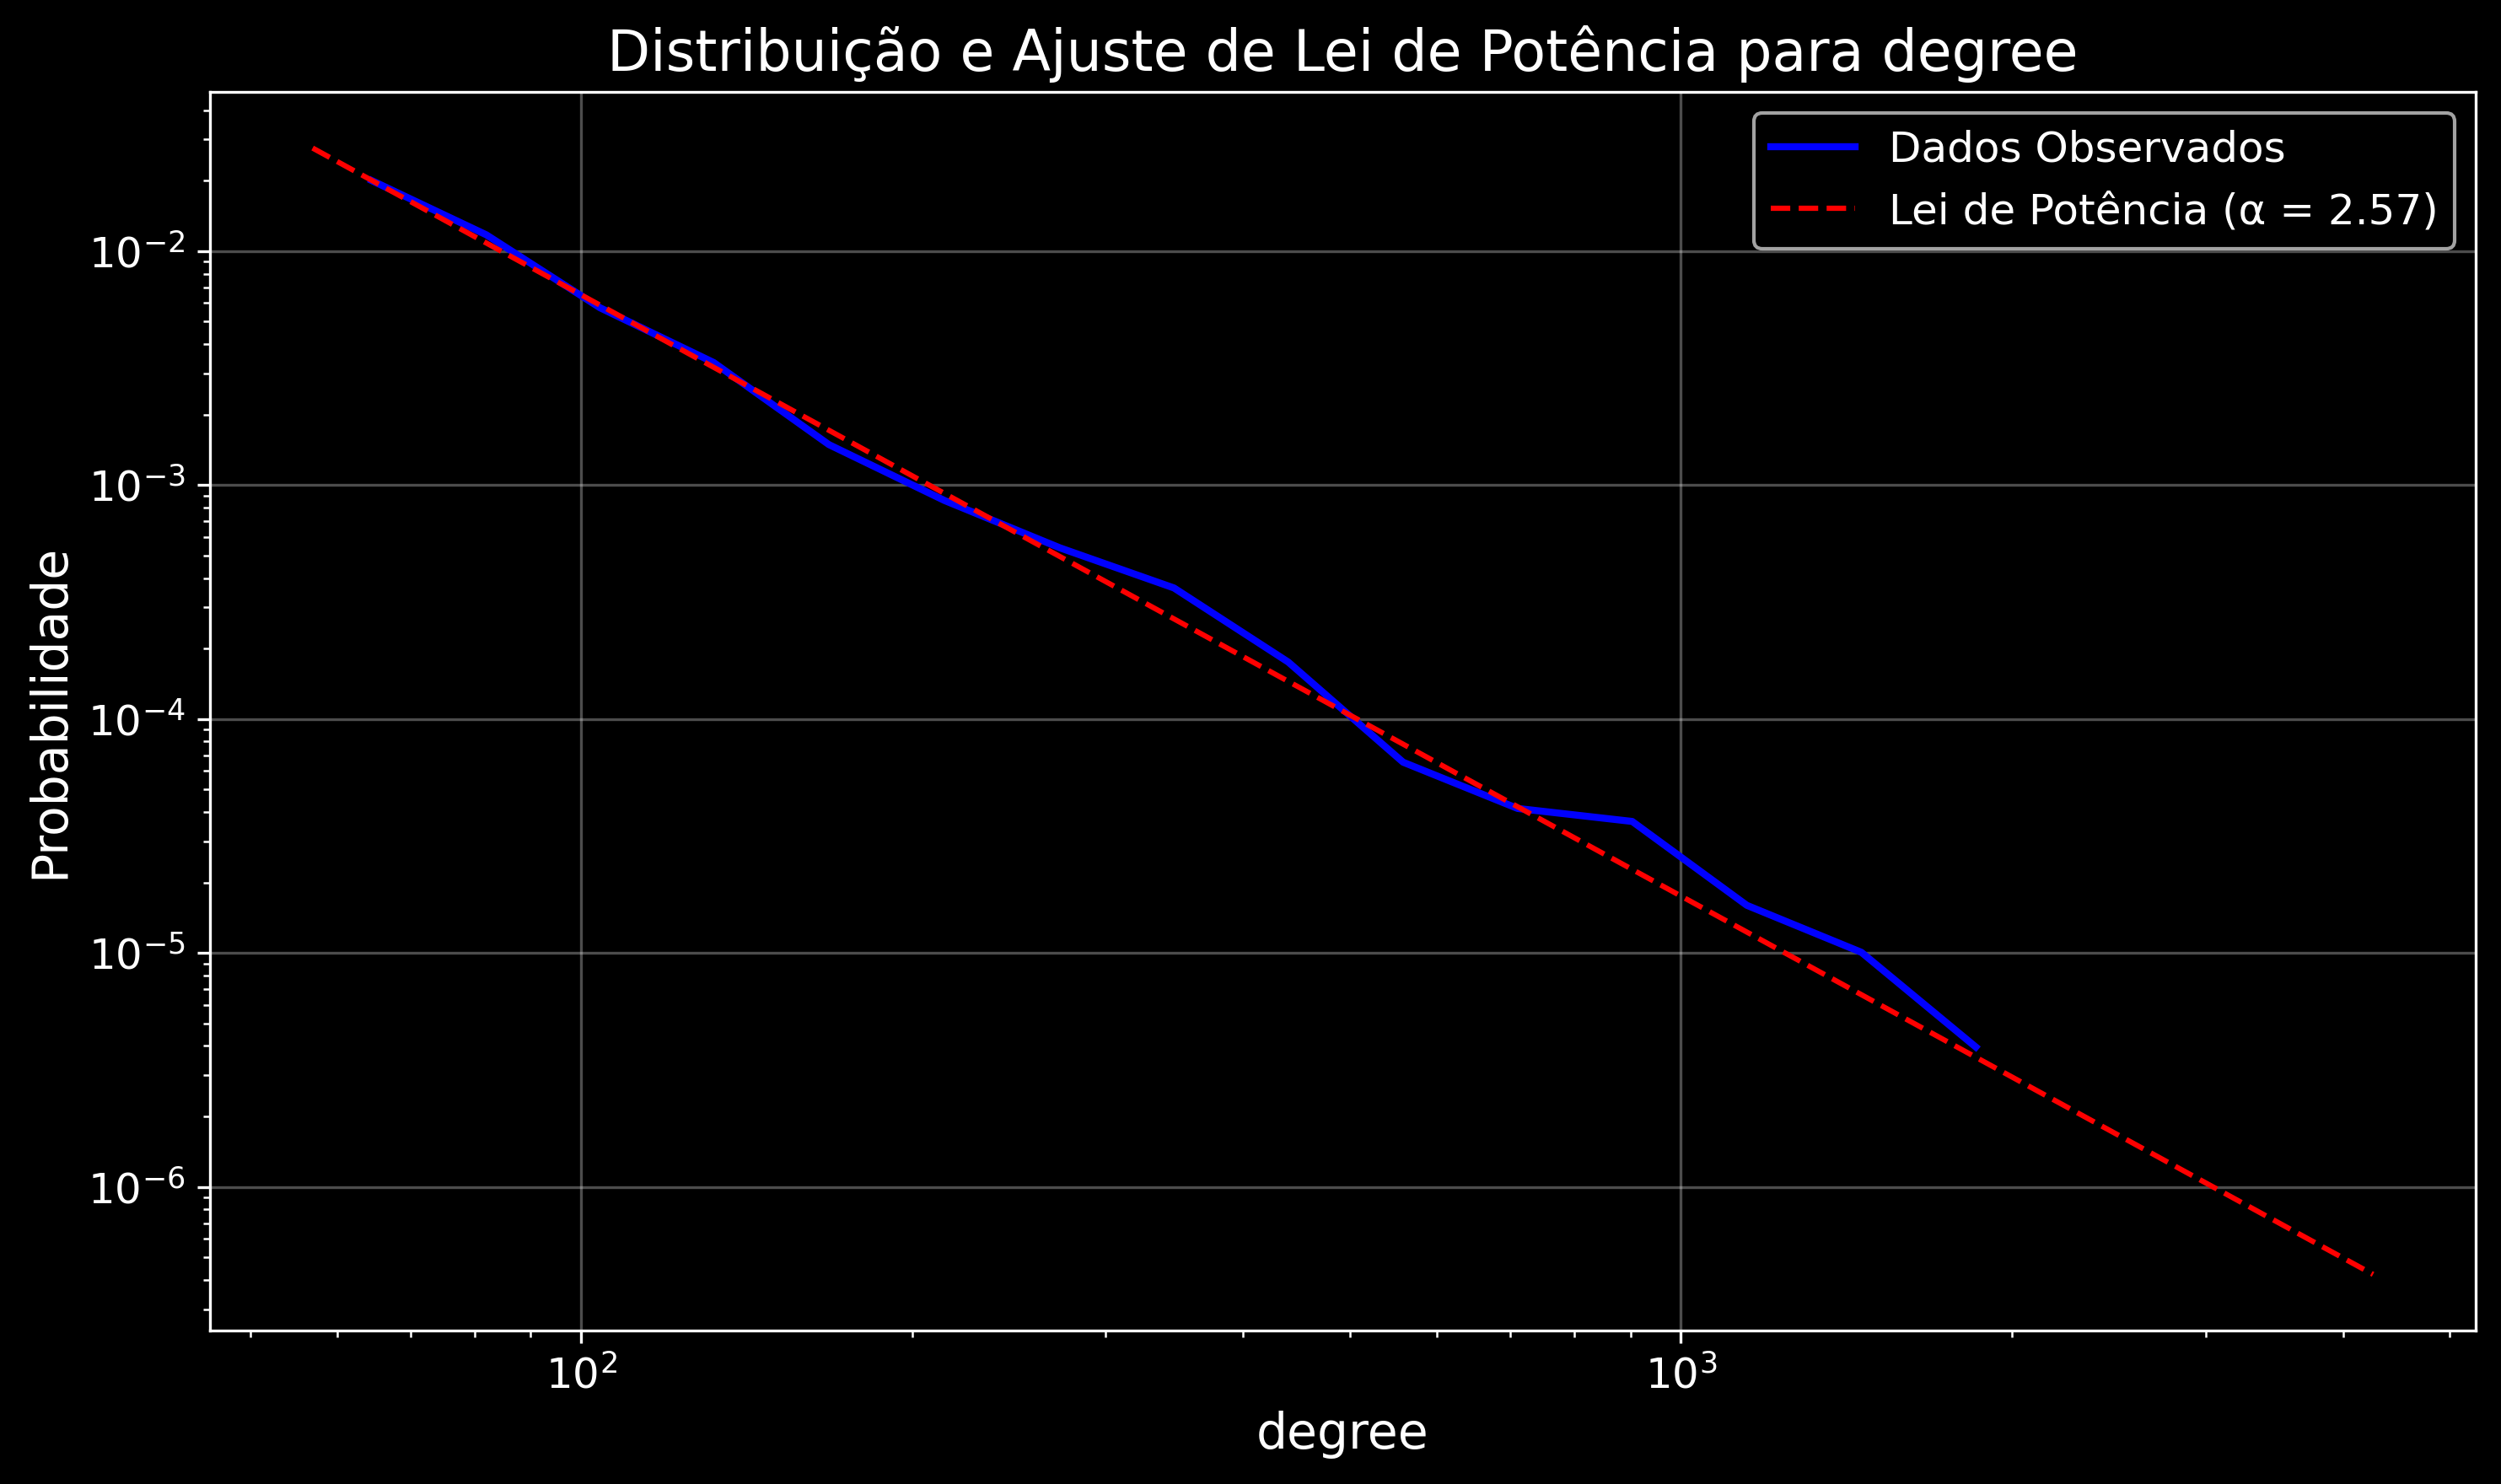 Distribuição e Ajuste de Lei de Potência para degree
Dados Observados
Lei de Potência (α = 2.57)
Probabilidade
10⁻²
10⁻³
10⁻⁴
10⁻⁵
10⁻⁶
10²
10³
degree